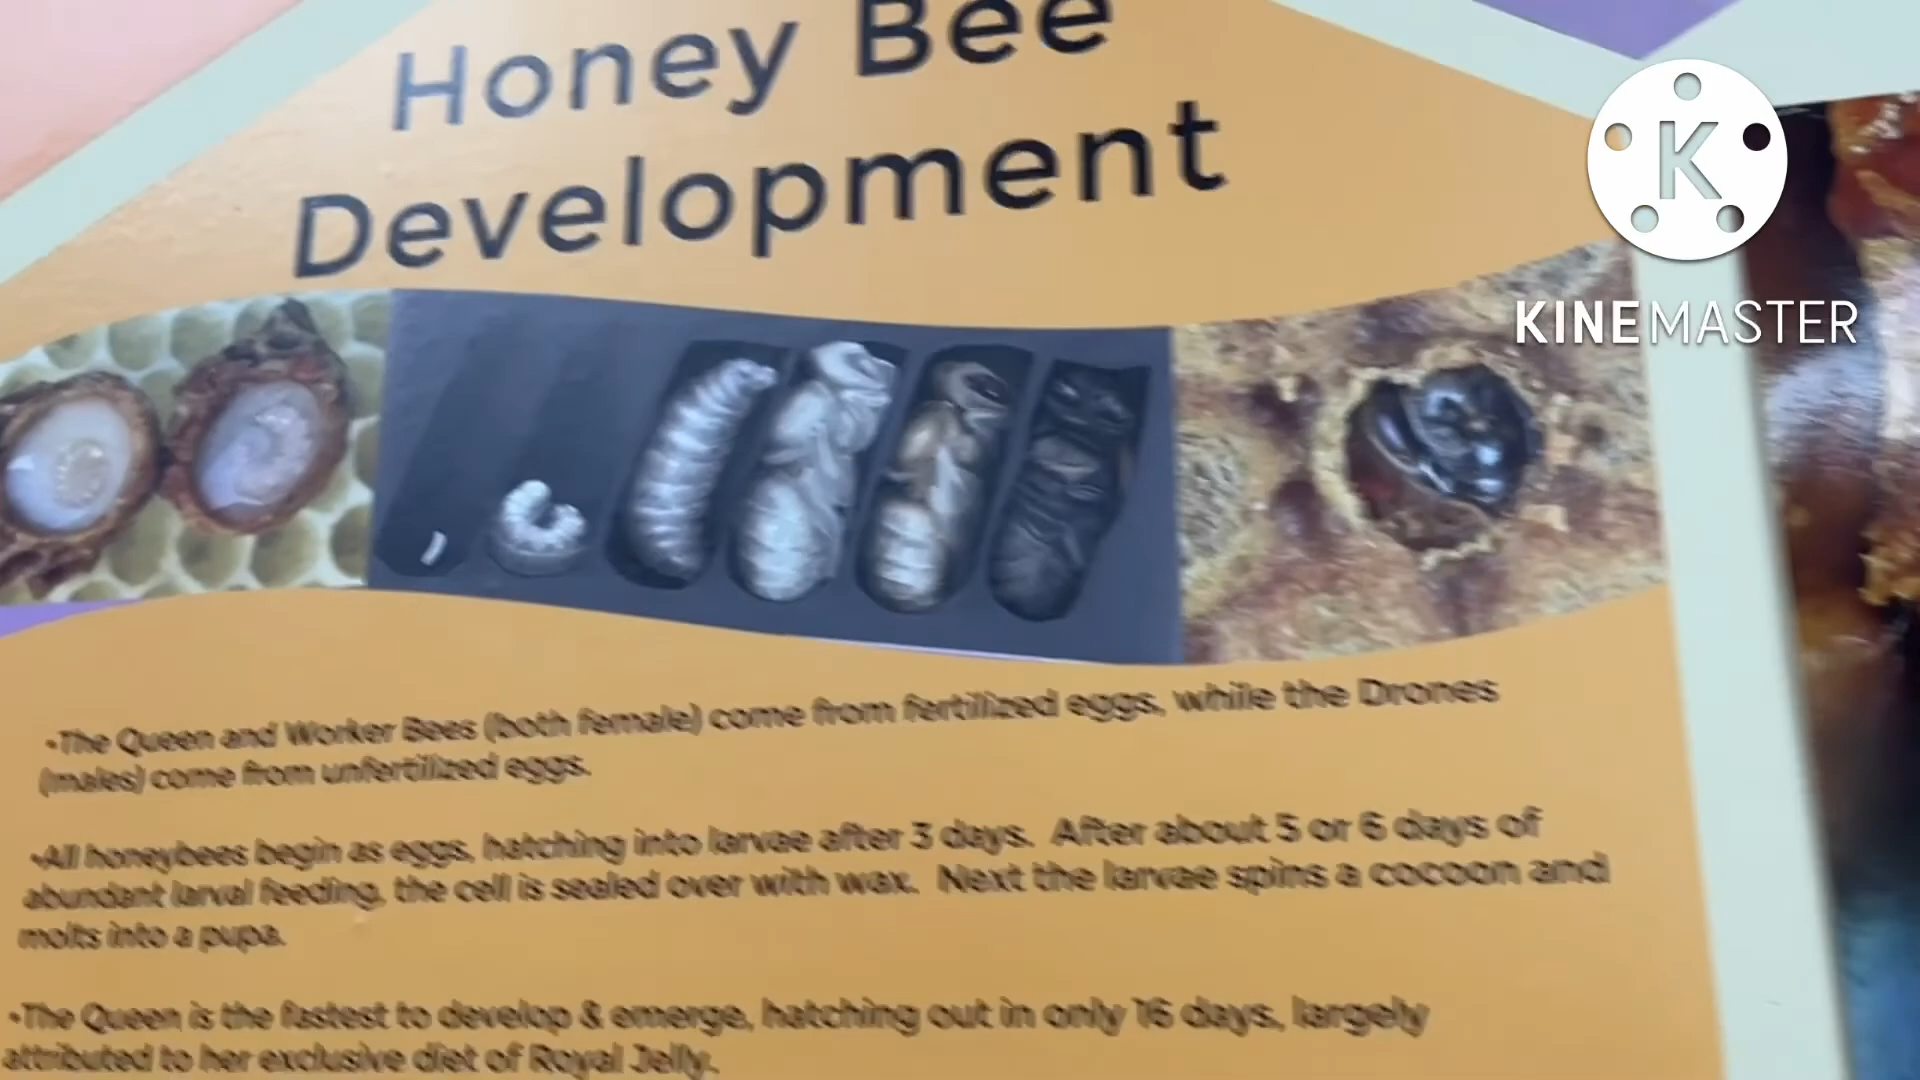 Honey Bee
Development
K
KINEMASTER
•The Queen and Worker Bees (both female) come from fertilized eggs, while the Drones
(males) come from unfertilized eggs.
•All honeybees begin as eggs, hatching into larvae after 3 days. After about 5 or 6 days of
abundant larval feeding, the cell is sealed over with wax. Next the larvae spins a cocoon and
molts into a pupa.
•The Queen is the fastest to develop & emerge, hatching out in only 16 days, largely
attributed to her exclusive diet of Royal Jelly.